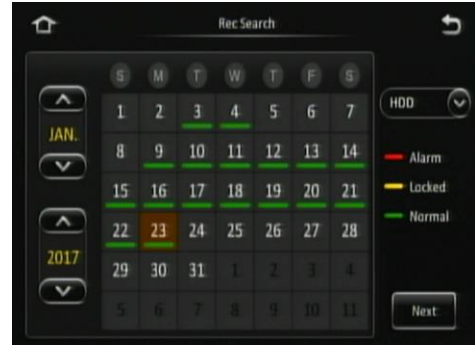 Rec Search
S M T W T F S
1 2 3 4 5 6 7
8 9 10 11 12 13 14
15 16 17 18 19 20 21
22 23 24 25 26 27 28
29 30 31 1 2 3 4
5 6 7 8 9 10 11
JAN.
2017
HDD
Alarm
Locked
Normal
Next